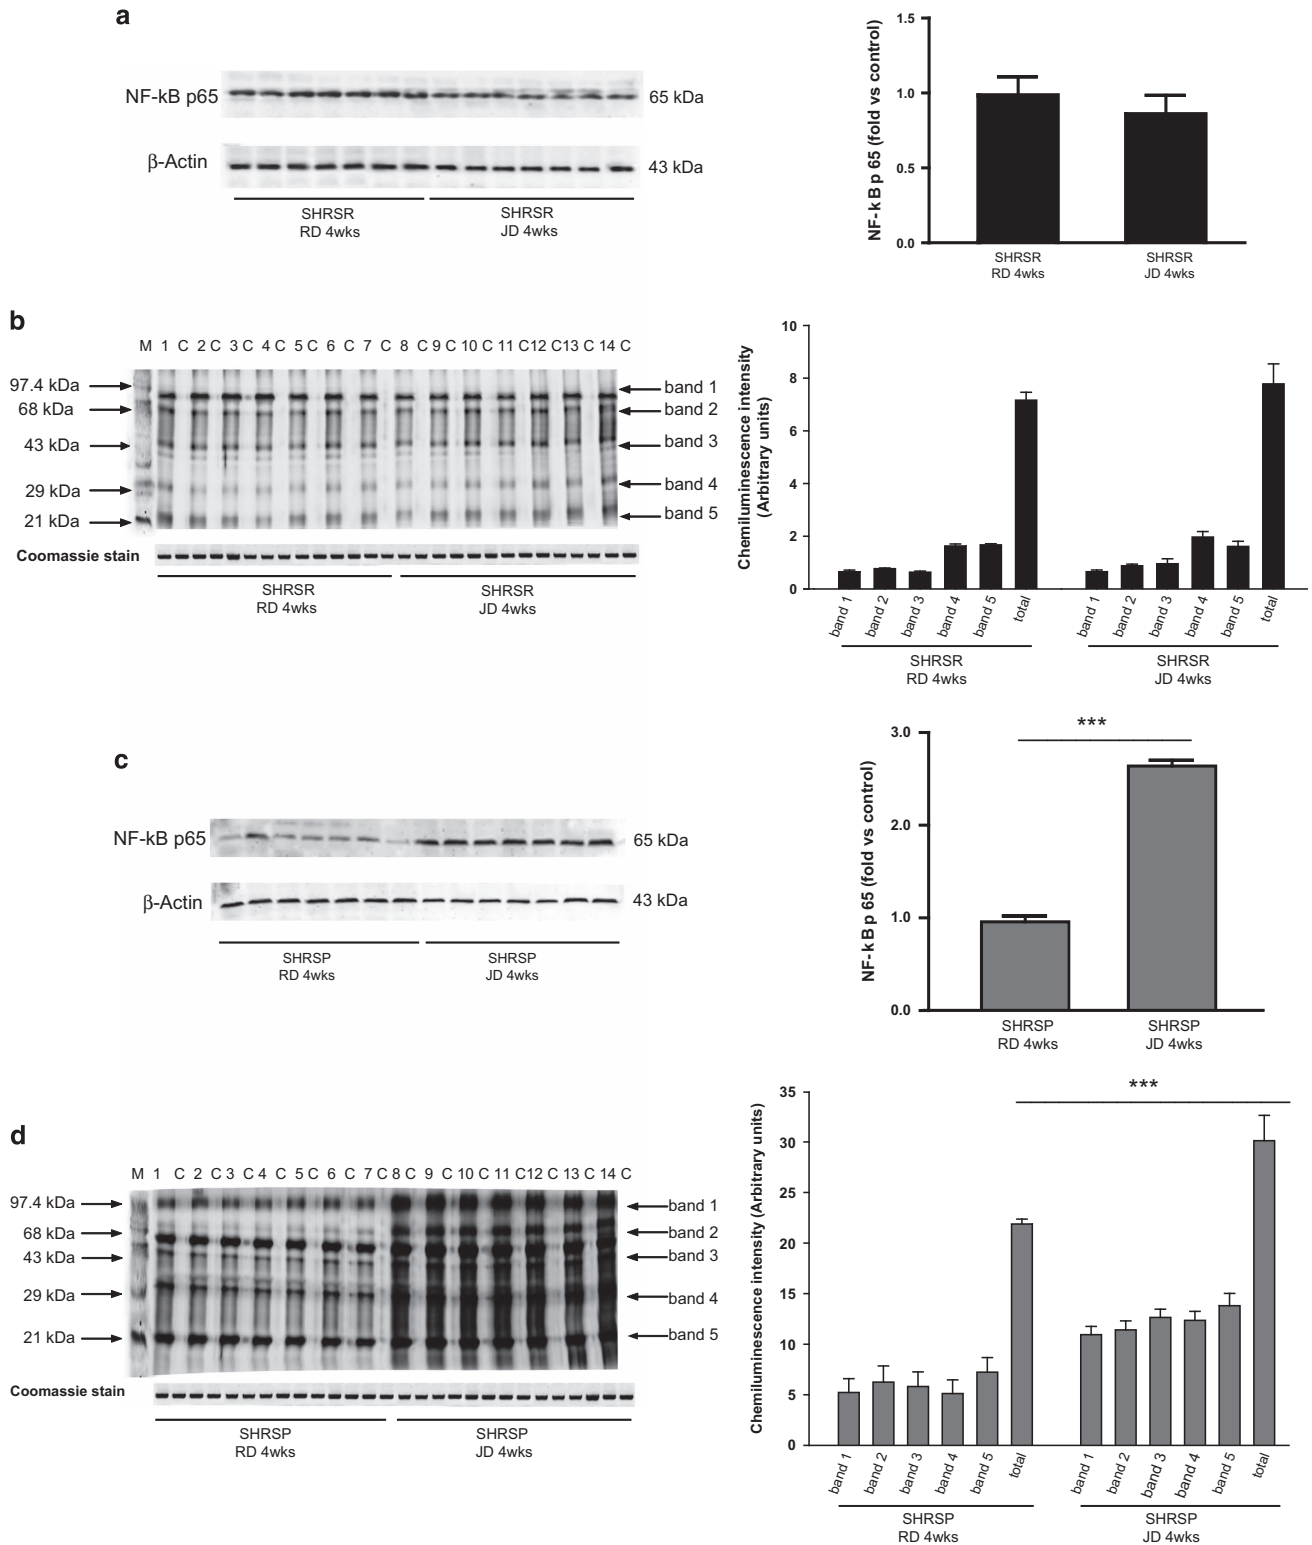 a
NF-kB p65
65 kDa
β-Actin
43 kDa
SHRSR
RD 4wks
SHRSR
JD 4wks
NF-kB p 65 (fold vs control)
1.5
1.0
0.5
0.0
SHRSR
RD 4wks
SHRSR
JD 4wks
b
M 1 C 2 C 3 C 4 C 5 C 6 C 7 C 8 C 9 C 10 C 11 C 12 C 13 C 14 C
97.4 kDa
68 kDa
43 kDa
29 kDa
21 kDa
band 1
band 2
band 3
band 4
band 5
Coomassie stain
SHRSR
RD 4wks
SHRSR
JD 4wks
Chemiluminescence intensity
(Arbitrary units)
10
8
6
4
2
0
band 1 band 2 band 3 band 4 band 5 total band 1 band 2 band 3 band 4 band 5 total
SHRSR
RD 4wks
SHRSR
JD 4wks
c
NF-kB p65
65 kDa
β-Actin
43 kDa
SHRSP
RD 4wks
SHRSP
JD 4wks
NF-kB p 65 (fold vs control)
3.0
2.0
1.0
0.0
***
SHRSP
RD 4wks
SHRSP
JD 4wks
d
M 1 C 2 C 3 C 4 C 5 C 6 C 7 C 8 C 9 C 10 C 11 C 12 C 13 C 14 C
97.4 kDa
68 kDa
43 kDa
29 kDa
21 kDa
band 1
band 2
band 3
band 4
band 5
Coomassie stain
SHRSP
RD 4wks
SHRSP
JD 4wks
Chemiluminescence intensity (Arbitrary units)
35
30
25
20
15
10
5
0
***
band 1 band 2 band 3 band 4 band 5 total band 1 band 2 band 3 band 4 band 5 total
SHRSP
RD 4wks
SHRSP
JD 4wks